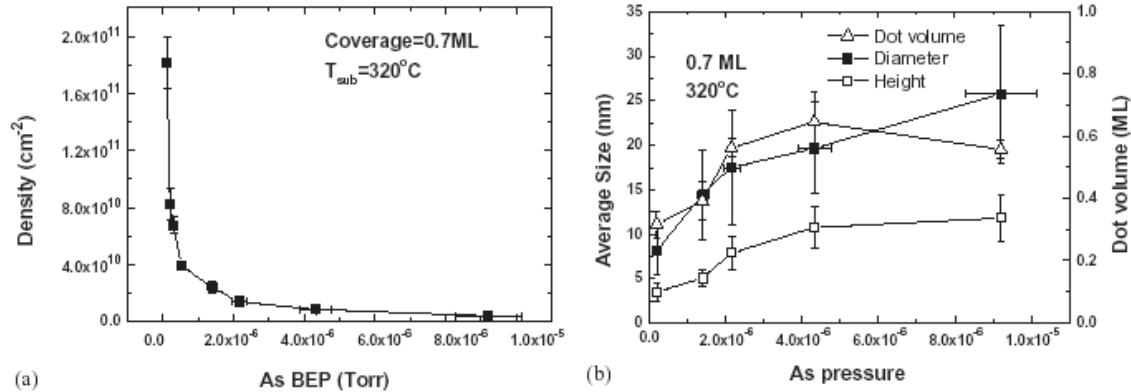 Coverage=0.7ML
T_sub=320°C
2.0x10^11
1.6x10^11
1.2x10^11
8.0x10^10
4.0x10^10
0.0
Density (cm^-2)
0.0 2.0x10^-6 4.0x10^-6 6.0x10^-6 8.0x10^-6 1.0x10^-5
As BEP (Torr)
(a)
0.7 ML
320°C
Dot volume
Diameter
Height
35
30
25
20
15
10
5
0
Average Size (nm)
1.0
0.8
0.6
0.4
0.2
0.0
Dot volume (ML)
0.0 2.0x10^-6 4.0x10^-6 6.0x10^-6 8.0x10^-6 1.0x10^-5
As pressure
(b)